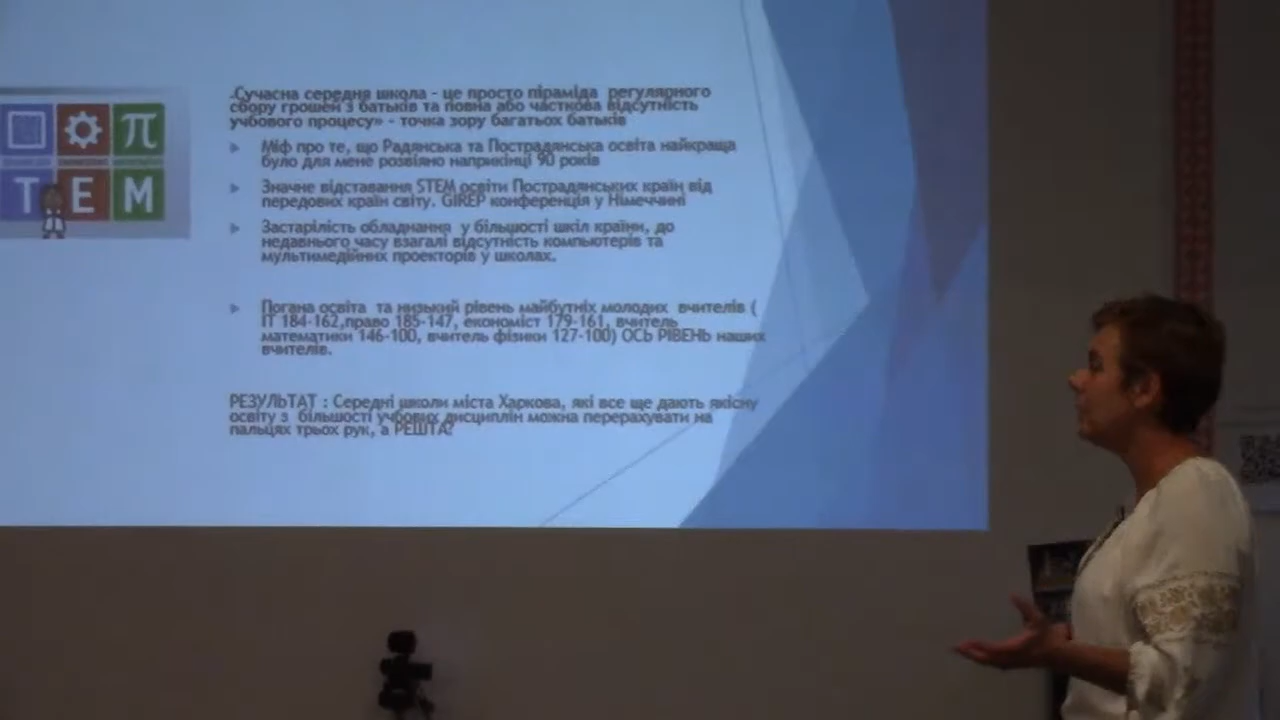 π
T E M
.Сучасна середня школа - це просто піраміда регулярного
сбору грошей з батьків та повна або часткова відсутність
учбового процесу» - точка зору багатьох батьків
Міф про те, що Радянська та Пострадянська освіта найкраща
було для мене розвіяно наприкінці 90 років
Значне відставання STEM освіти Пострадянських країн від
передових країн світу. GIREP конференція у Німеччині
Застарілість обладнання у більшості шкіл країни, до
недавнього часу взагалі відсутність компьютерів та
мультимедійних проекторів у школах.
Погана освіта та низький рівень майбутніх молодих вчителів (
ІТ 184-162,право 185-147, економіст 179-161, вчитель
математики 146-100, вчитель фізики 127-100) ОСЬ РІВЕНЬ наших
вчителів.
РЕЗУЛЬТАТ : Середні школи міста Харкова, які все ще дають якісну
освіту з більшості учбових дисциплін можна перерахувати на
пальцях трьох рук, а РЕШТА?